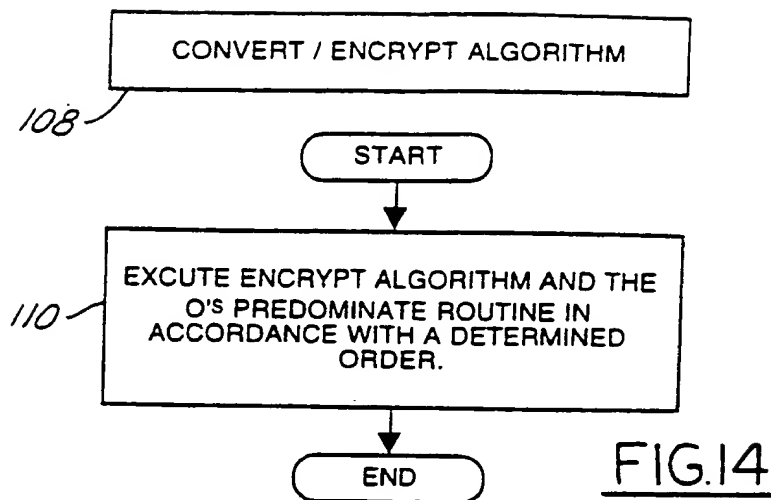 CONVERT / ENCRYPT ALGORITHM
108
START
EXCUTE ENCRYPT ALGORITHM AND THE
O'S PREDOMINATE ROUTINE IN
ACCORDANCE WITH A DETERMINED
ORDER.
110
END
FIG.14